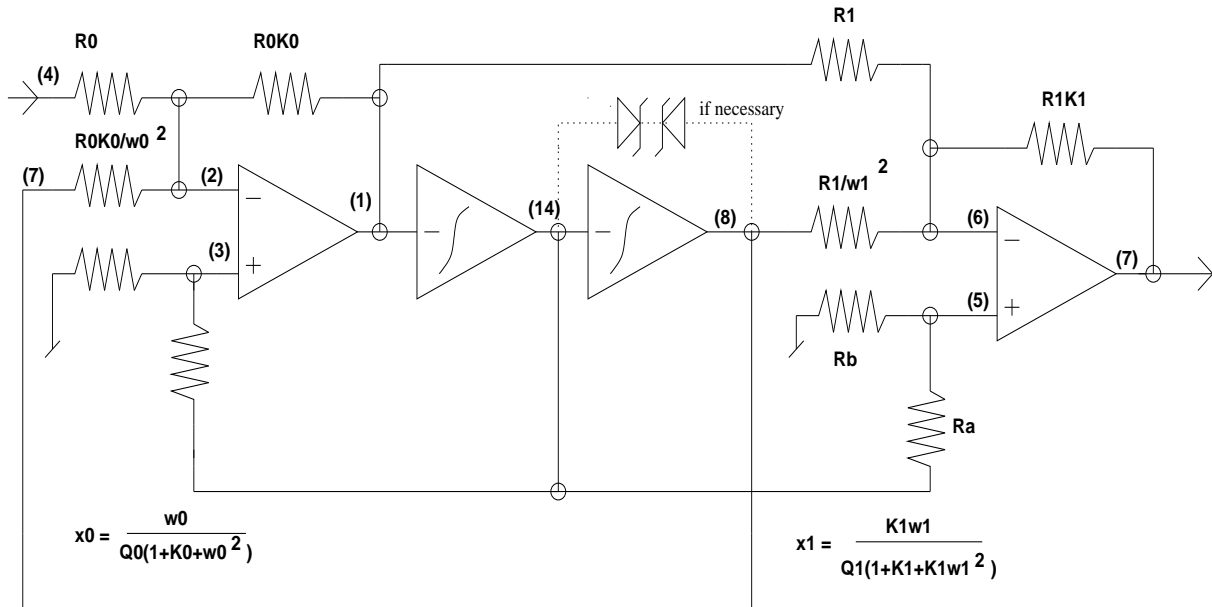 R0
R0K0
R1
(4)
if necessary
R1K1
R0K0/w0 2
(7)
(2)
(1)
(14)
(8)
R1/w1 2
(6)
(3)
(7)
(5)
Rb
Ra
x0 = w0
Q0(1+K0+w0 2)
x1 = K1w1
Q1(1+K1+K1w1 2)